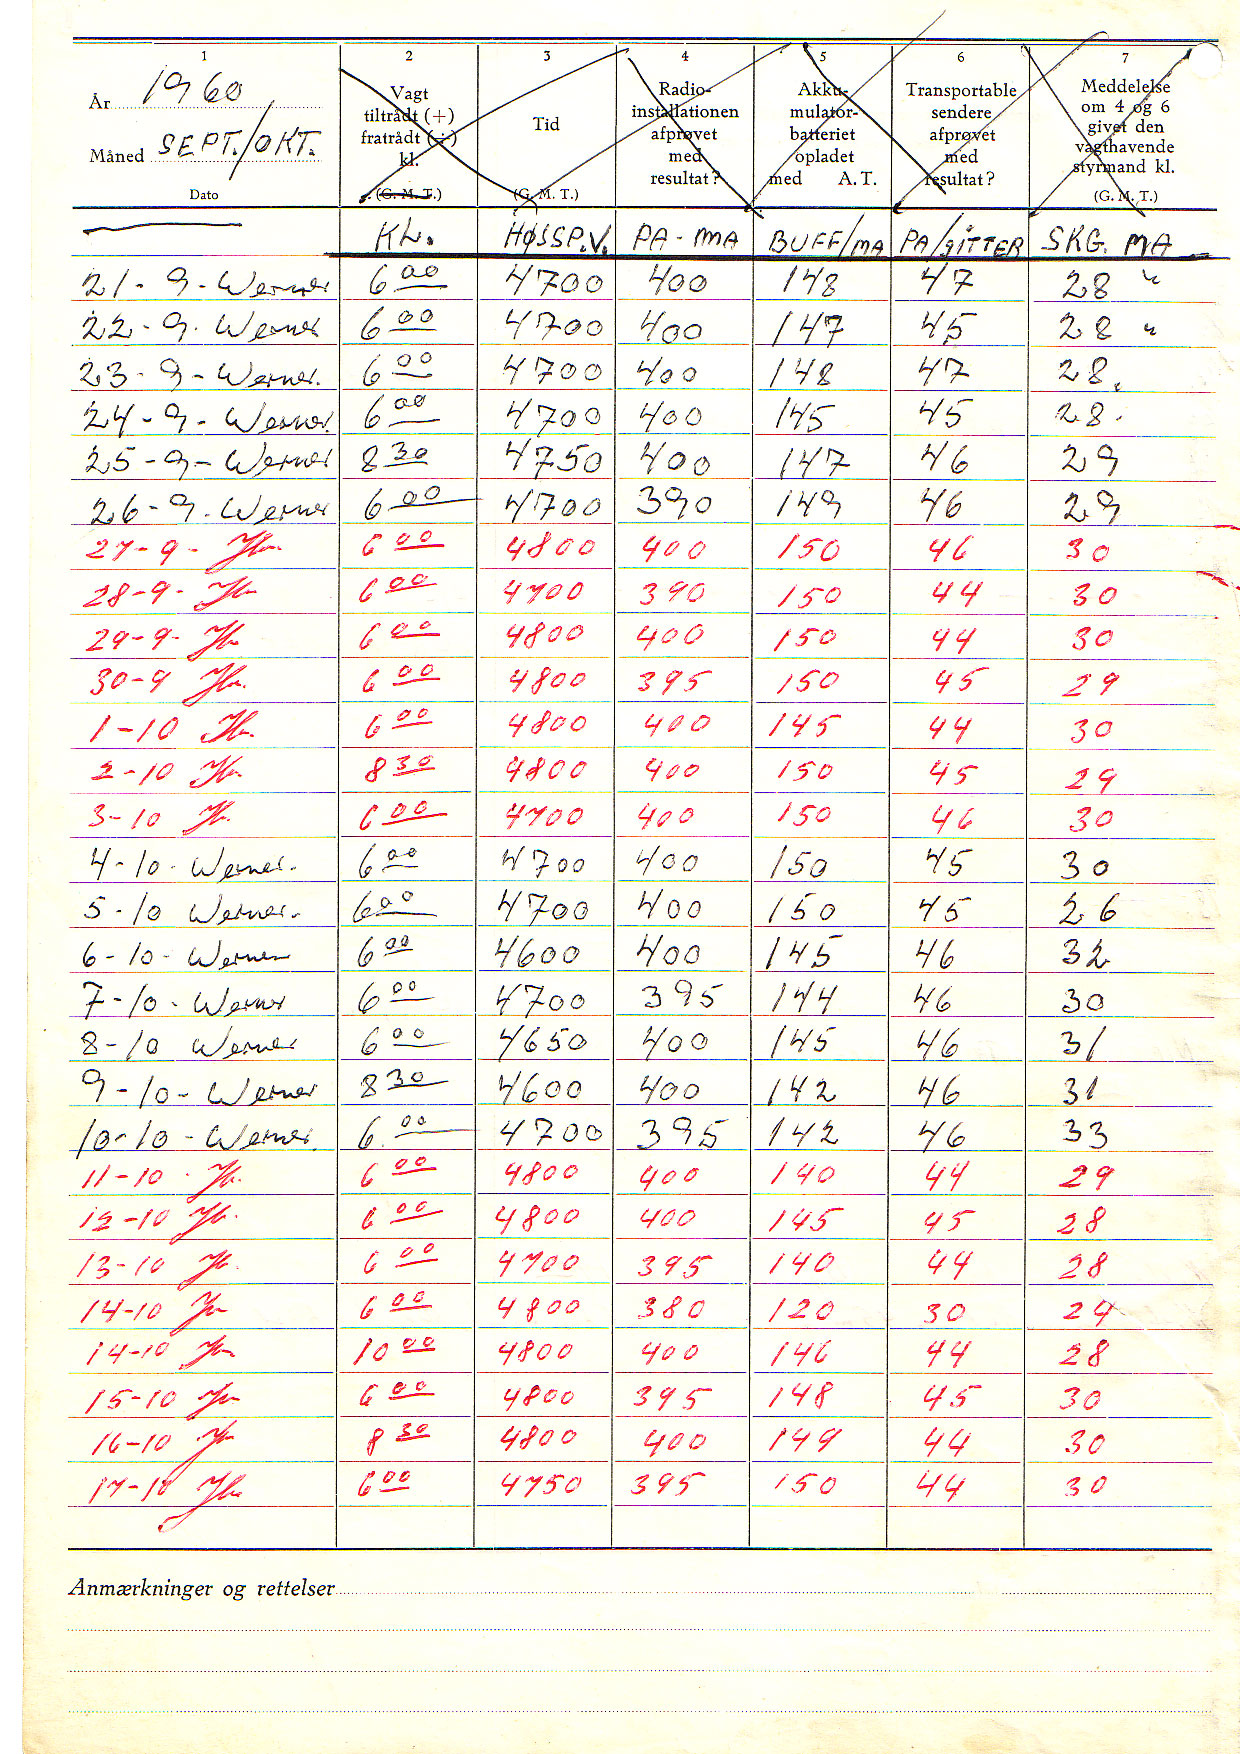 1 2 3 4 5 6 7
År 1960
Måned SEPT./OKT.
Dato
Vagt
tiltrådt (+)
fratrådt (÷)
kl.
(G. M. T.)
Tid
(G. M. T.)
Radio-
installationen
afprøvet
med
resultat?
Akku-
mulator-
batteriet
opladet
med A.T.
Transportable
sendere
afprøvet
med
resultat?
Meddelelse
om 4 og 6
givet den
vagthavende
styrmand kl.
(G. M. T.)
KL. HØSSP.V. PA - MA BUFF/MA PA/GITTER SKG. MA
21 - 9 - Werner 6 00 4700 400 148 47 28 "
22 - 9 - Werner 6 00 4700 400 147 45 28 "
23 - 9 - Werner. 6 00 4700 400 148 47 28.
24 - 9 - Werner. 6 00 4700 400 145 45 28.
25 - 9 - Werner 8 30 4750 400 147 46 29
26 - 9 - Werner 6 00 4700 390 149 46 29
27 - 9 - 6 00 4800 400 150 46 30
28 - 9 - 6 00 4700 390 150 44 30
29 - 9 - 6 00 4800 400 150 44 30
30 - 9 6 00 4800 395 150 45 29
1 - 10 6 00 4800 400 145 44 30
2 - 10 8 30 4800 400 150 45 29
3 - 10 6 00 4700 400 150 46 30
4 - 10 - Werner. 6 00 4700 400 150 45 30
5 - 10 Werner. 6 00 4700 400 150 45 26
6 - 10 - Werner 6 00 4600 400 145 46 32
7 - 10 - Werner 6 00 4700 395 144 46 30
8 - 10 Werner 6 00 4650 400 145 46 31
9 - 10 - Werner 8 30 4600 400 142 46 31
10 - 10 - Werner. 6 00 4700 395 142 46 33
11 - 10 - 6 00 4800 400 140 44 29
12 - 10 6 00 4800 400 145 45 28
13 - 10 6 00 4700 395 140 44 28
14 - 10 6 00 4800 380 120 30 24
14 - 10 10 00 4800 400 146 44 28
15 - 10 6 00 4800 395 148 45 30
16 - 10 8 30 4800 400 149 44 30
17 - 10 6 00 4750 395 150 44 30
Anmærkninger og rettelser